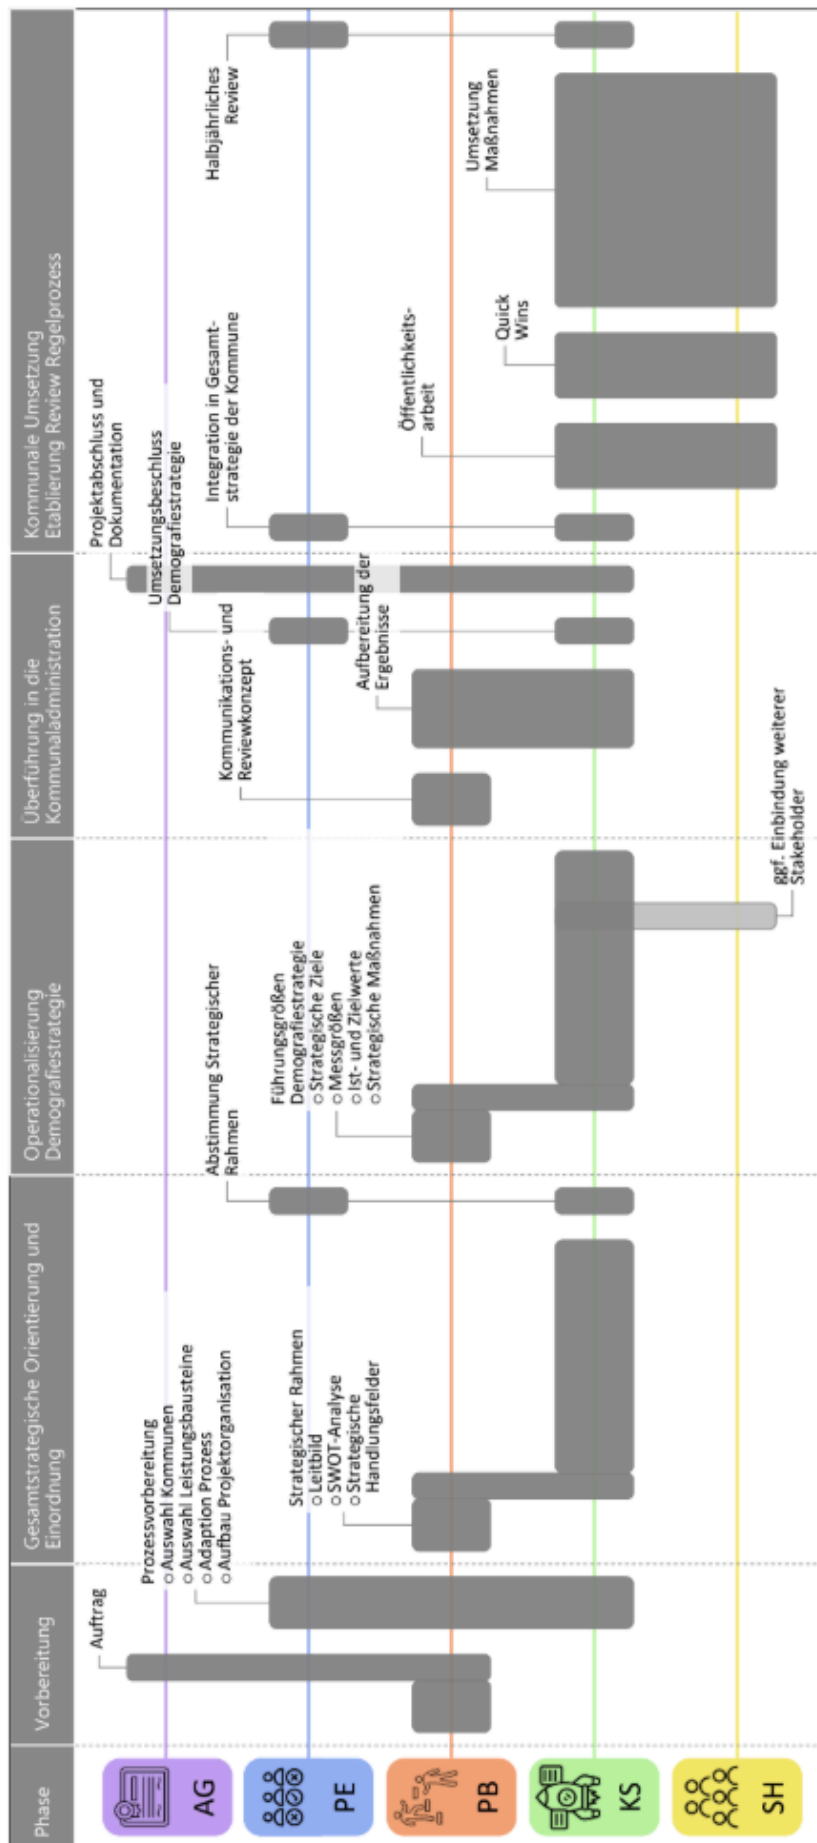 Phase
Vorbereitung
Gesamtstrategische Orientierung und
Einordnung
Operationalisierung
Demografiestrategie
Überführung in die
Kommunaladministration
Kommunale Umsetzung
Etablierung Review Regelprozess
AG
PE
PB
KS
SH
Auftrag
Prozessvorbereitung
○ Auswahl Kommunen
○ Auswahl Leistungsbausteine
○ Adaption Prozess
○ Aufbau Projektorganisation
Strategischer Rahmen
○ Leitbild
○ SWOT-Analyse
○ Strategische
Handlungsfelder
Abstimmung Strategischer
Rahmen
Führungsgrößen
Demografiestrategie
○ Strategische Ziele
○ Messgrößen
○ Ist- und Zielwerte
○ Strategische Maßnahmen
ggf. Einbindung weiterer
Stakeholder
Kommunikations- und
Reviewkonzept
Aufbereitung der
Ergebnisse
Umsetzungsbeschluss
Demografiestrategie
Projektabschluss und
Dokumentation
Integration in Gesamt-
strategie der Kommune
Öffentlichkeits-
arbeit
Quick
Wins
Umsetzung
Maßnahmen
Halbjährliches
Review